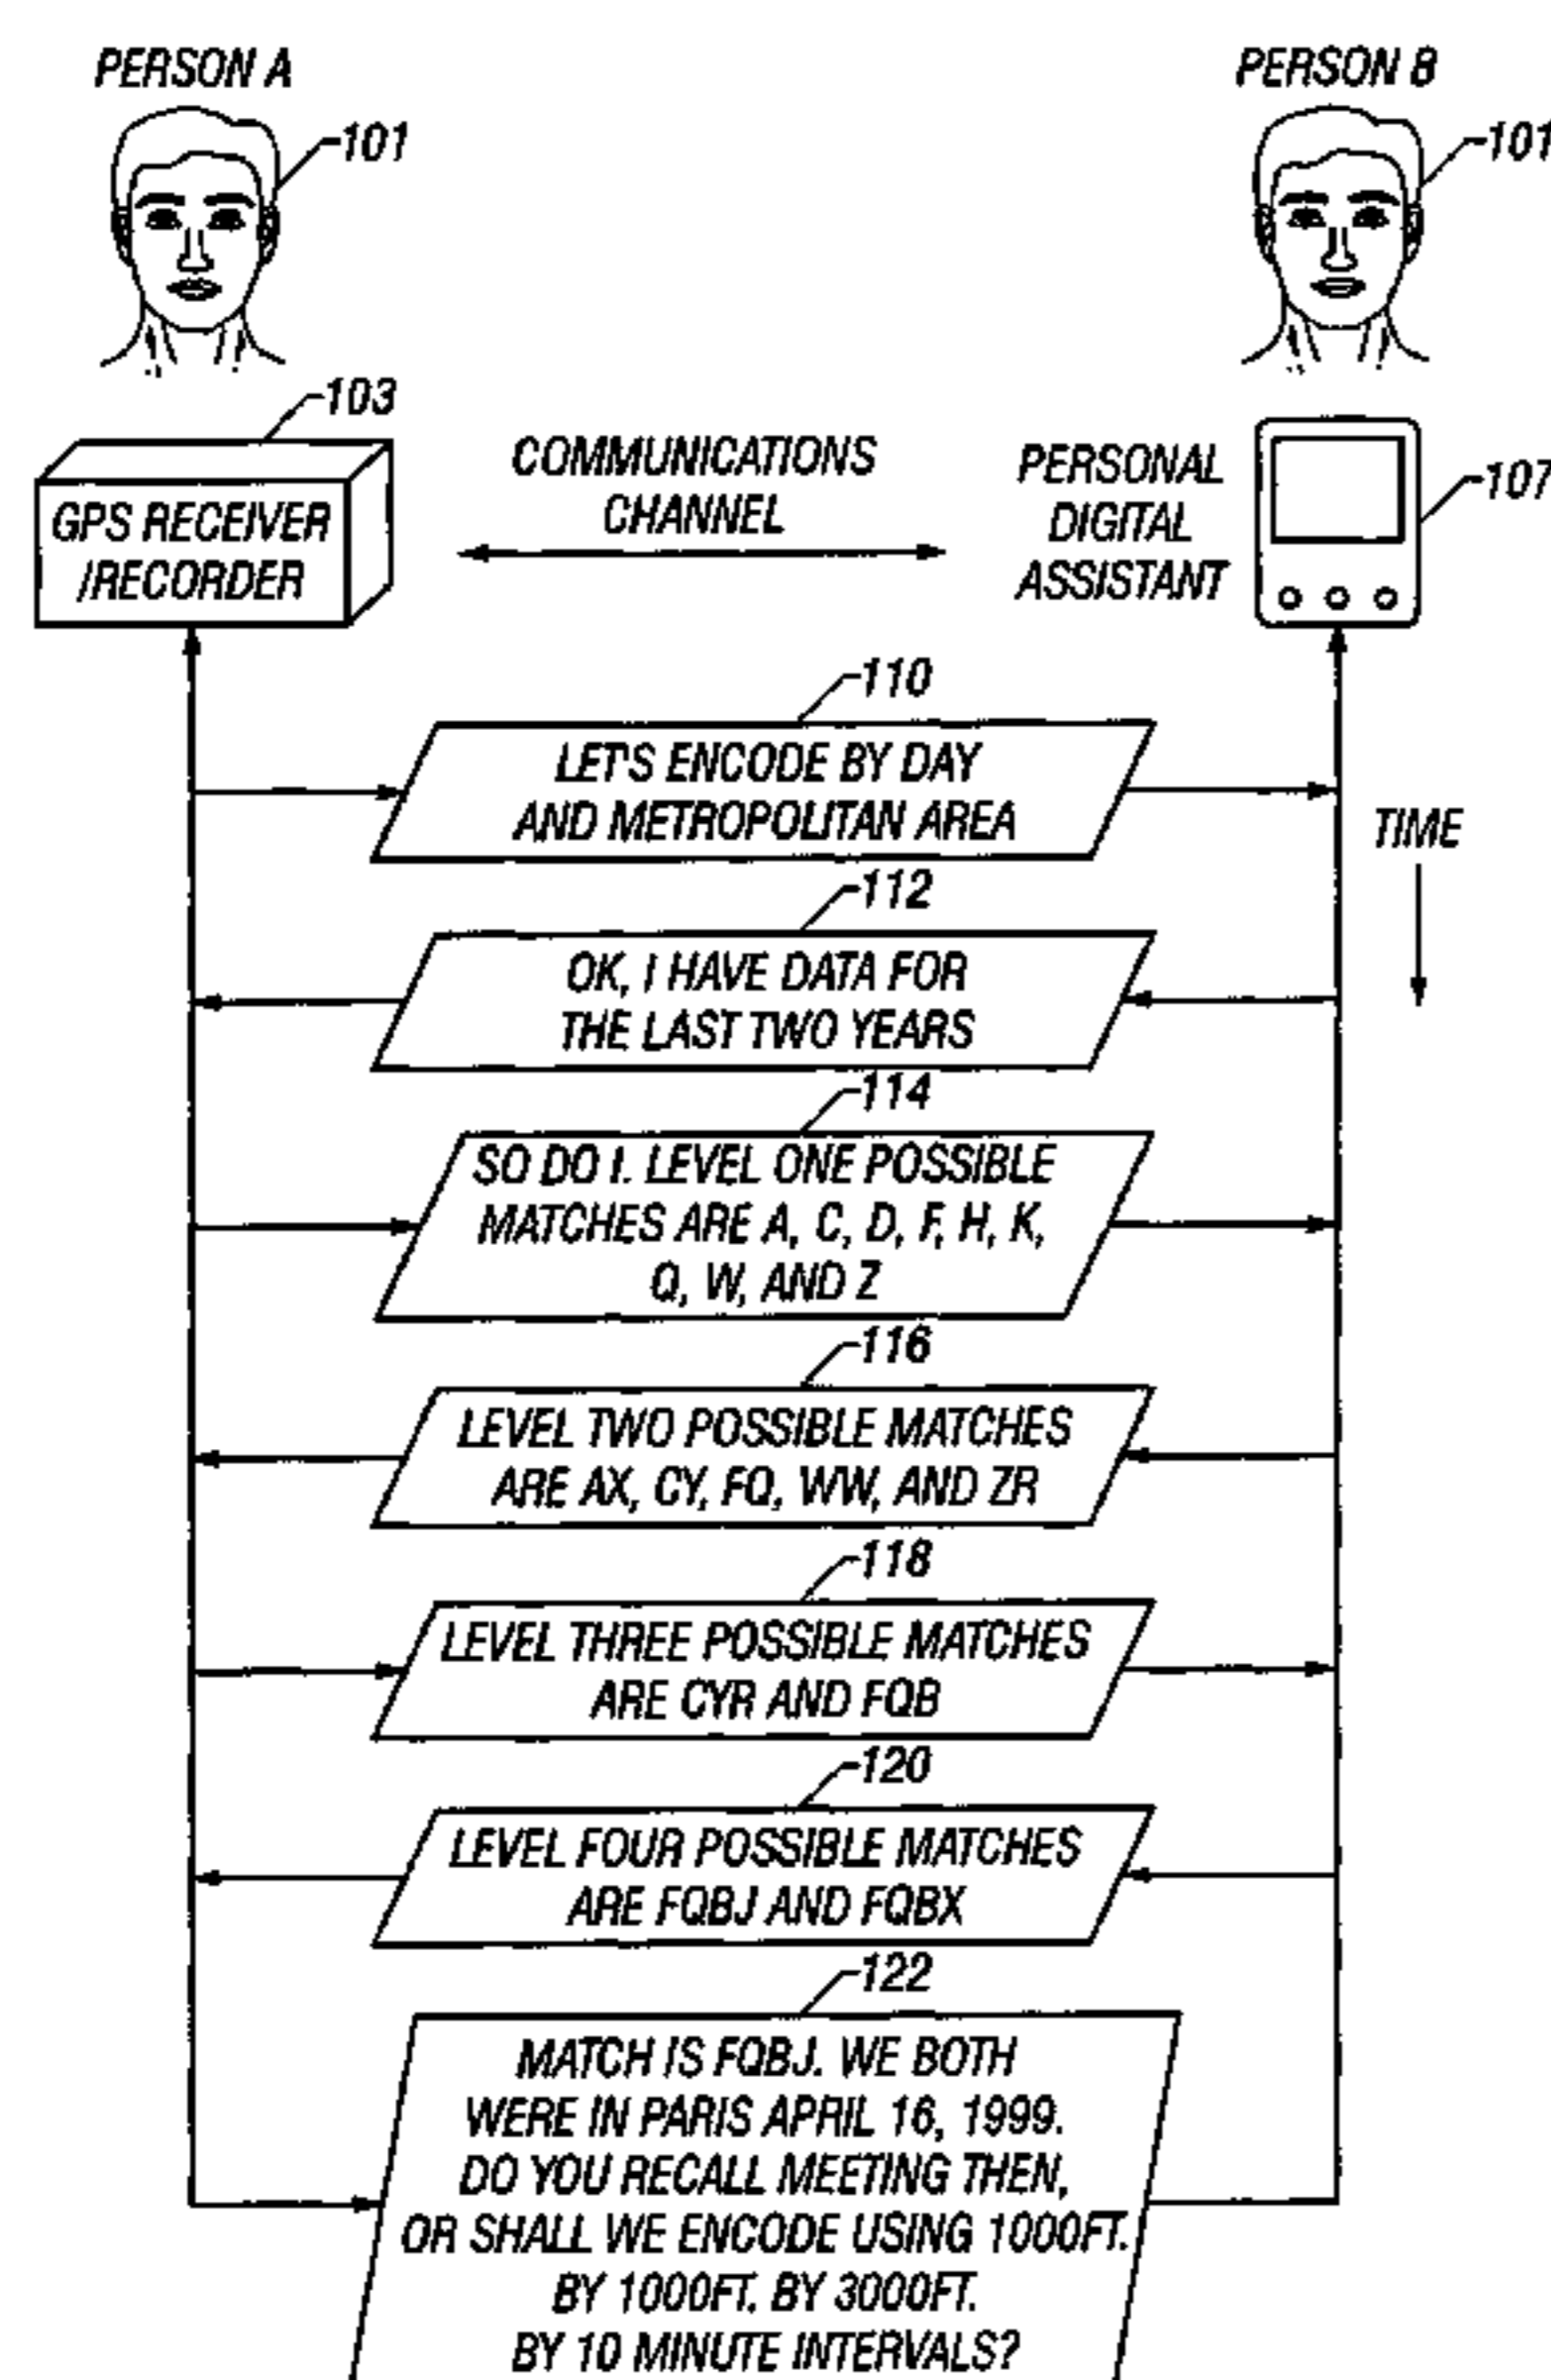 PERSON A
PERSON B
101
101
103
GPS RECEIVER
/RECORDER
COMMUNICATIONS
CHANNEL
PERSONAL
DIGITAL
ASSISTANT
107
110
LET'S ENCODE BY DAY
AND METROPOLITAN AREA
TIME
112
OK, I HAVE DATA FOR
THE LAST TWO YEARS
114
SO DO I. LEVEL ONE POSSIBLE
MATCHES ARE A, C, D, F, H, K,
Q, W, AND Z
116
LEVEL TWO POSSIBLE MATCHES
ARE AX, CY, FQ, WW, AND ZR
118
LEVEL THREE POSSIBLE MATCHES
ARE CYR AND FQB
120
LEVEL FOUR POSSIBLE MATCHES
ARE FQBJ AND FQBX
122
MATCH IS FQBJ. WE BOTH
WERE IN PARIS APRIL 16, 1999.
DO YOU RECALL MEETING THEN,
OR SHALL WE ENCODE USING 1000FT.
BY 1000FT. BY 3000FT.
BY 10 MINUTE INTERVALS?